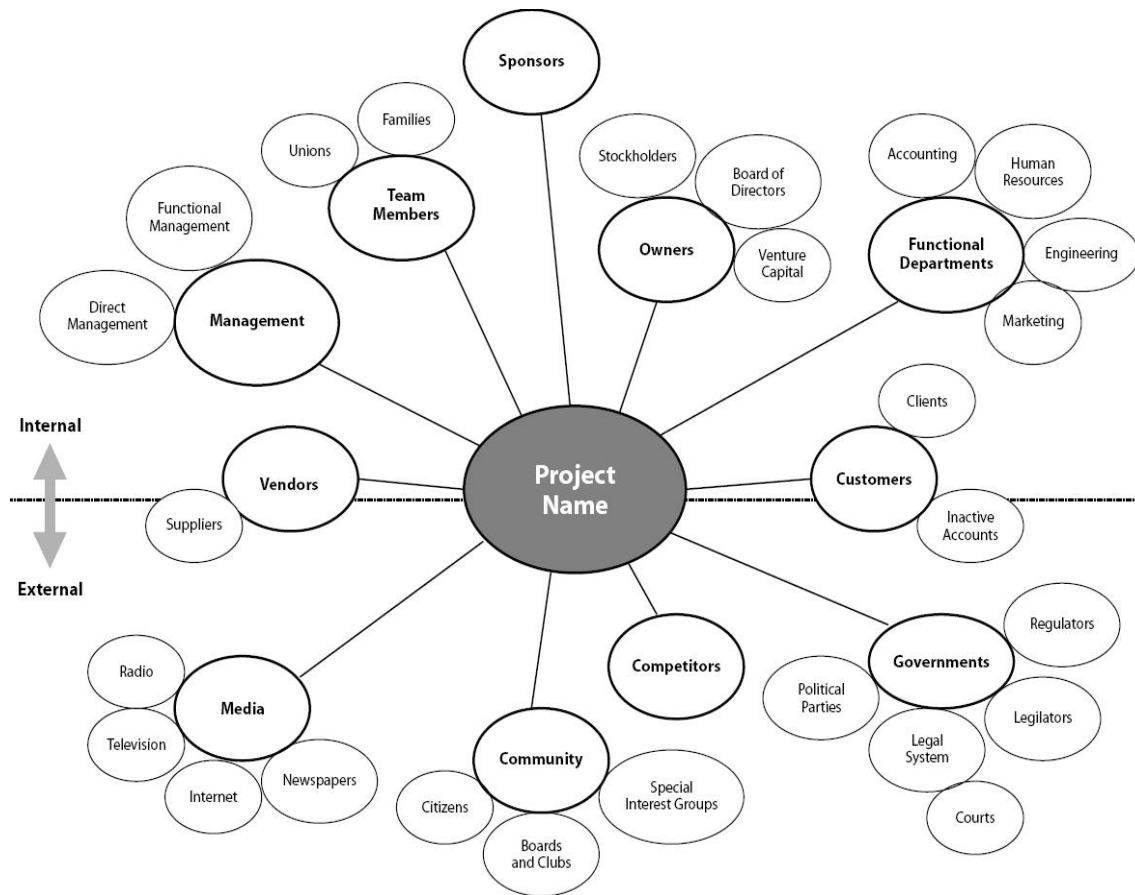 Sponsors
Families
Unions
Team
Members
Stockholders
Board of
Directors
Owners
Venture
Capital
Accounting
Human
Resources
Functional
Departments
Engineering
Marketing
Functional
Management
Direct
Management
Management
Internal
External
Vendors
Suppliers
Project
Name
Clients
Customers
Inactive
Accounts
Radio
Media
Television
Internet
Newspapers
Community
Citizens
Boards
and Clubs
Special
Interest Groups
Competitors
Governments
Regulators
Political
Parties
Legal
System
Legilators
Courts